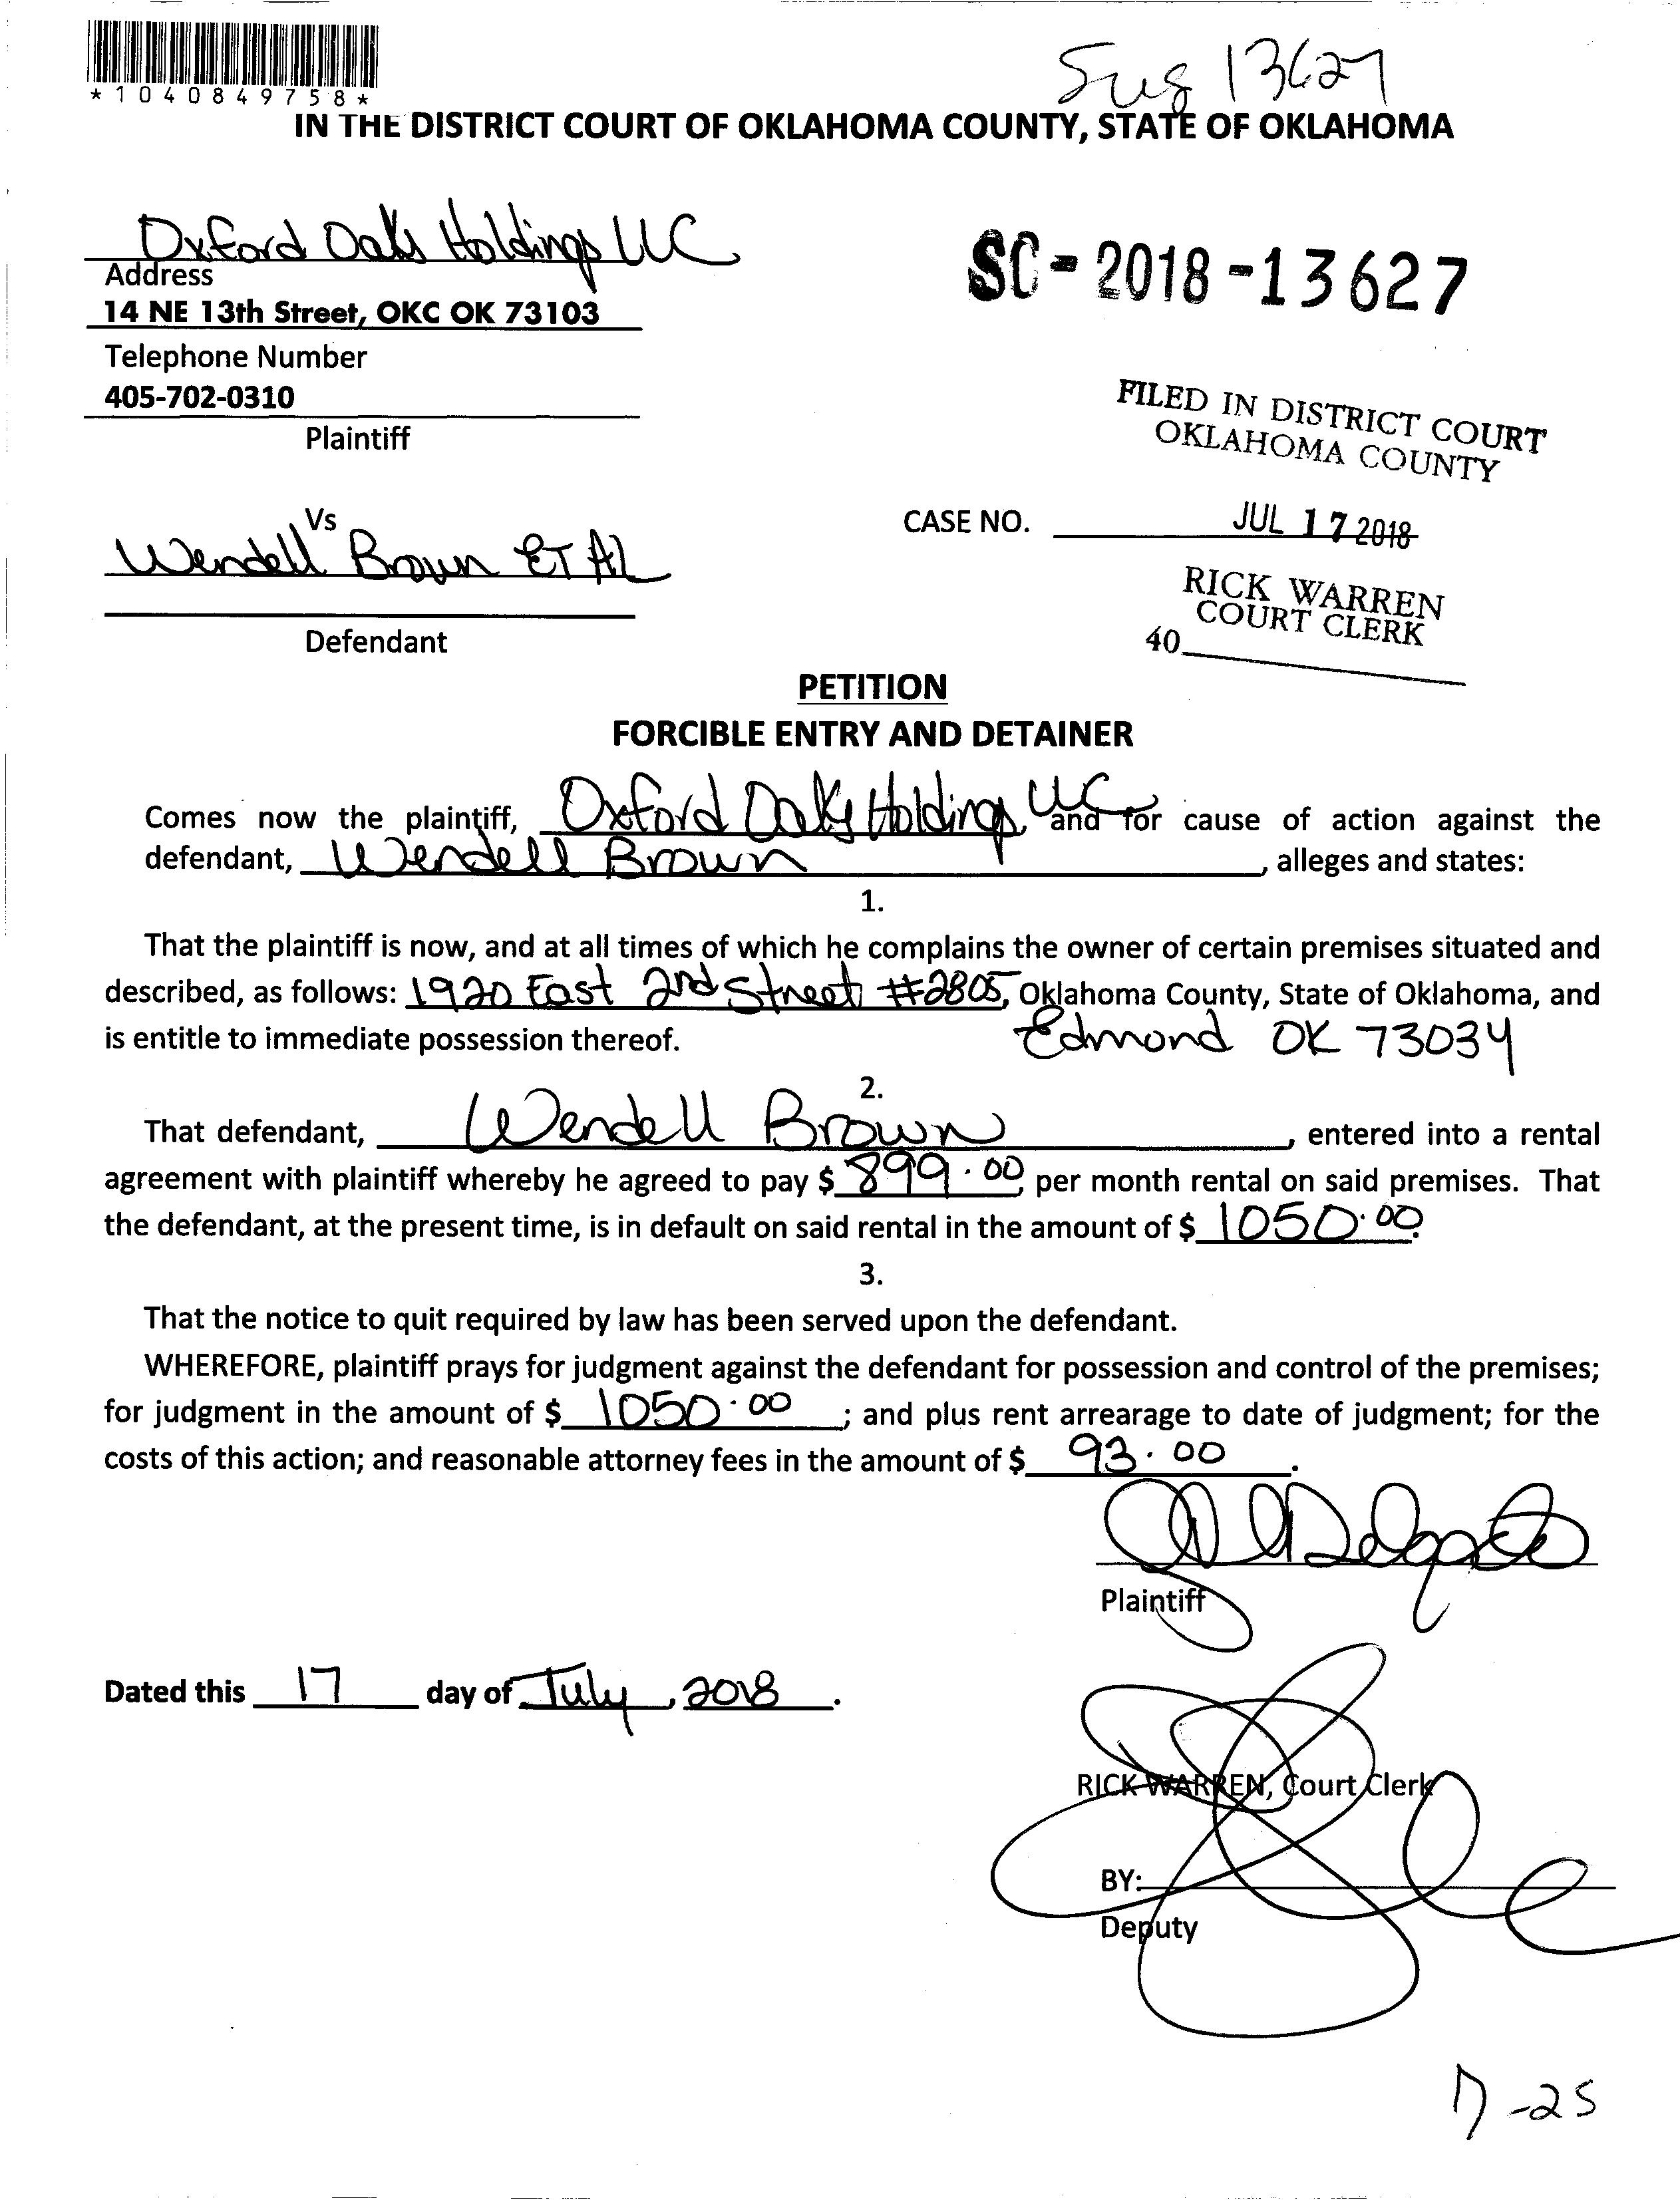 *1040849758*
13627
IN THE DISTRICT COURT OF OKLAHOMA COUNTY, STATE OF OKLAHOMA
Oxford Oaks Holdings LLC
Address
14 NE 13th Street, OKC OK 73103
SC-2018-13627
Telephone Number
405-702-0310
Plaintiff
FILED IN DISTRICT COURT
OKLAHOMA COUNTY
Vs
CASE NO.
JUL 17 2018
Wendell Brown ET AL
RICK WARREN
COURT CLERK
Defendant
40
PETITION
FORCIBLE ENTRY AND DETAINER
Comes now the plaintiff, Oxford Oaks Holdings, LLC and for cause of action against the
defendant, Wendell Brown, alleges and states:
1.
That the plaintiff is now, and at all times of which he complains the owner of certain premises situated and
described, as follows: 1920 East 2nd Street #2805, Oklahoma County, State of Oklahoma, and
is entitle to immediate possession thereof. Edmond OK 73034
2.
That defendant, Wendell Brown, entered into a rental
agreement with plaintiff whereby he agreed to pay $ 899.00, per month rental on said premises. That
the defendant, at the present time, is in default on said rental in the amount of $ 1050.00.
3.
That the notice to quit required by law has been served upon the defendant.
WHEREFORE, plaintiff prays for judgment against the defendant for possession and control of the premises;
for judgment in the amount of $ 1050.00; and plus rent arrearage to date of judgment; for the
costs of this action; and reasonable attorney fees in the amount of $ 93.00.
Plaintiff
Dated this 17 day of July, 2018.
RICK WARREN, Court Clerk
BY:
Deputy